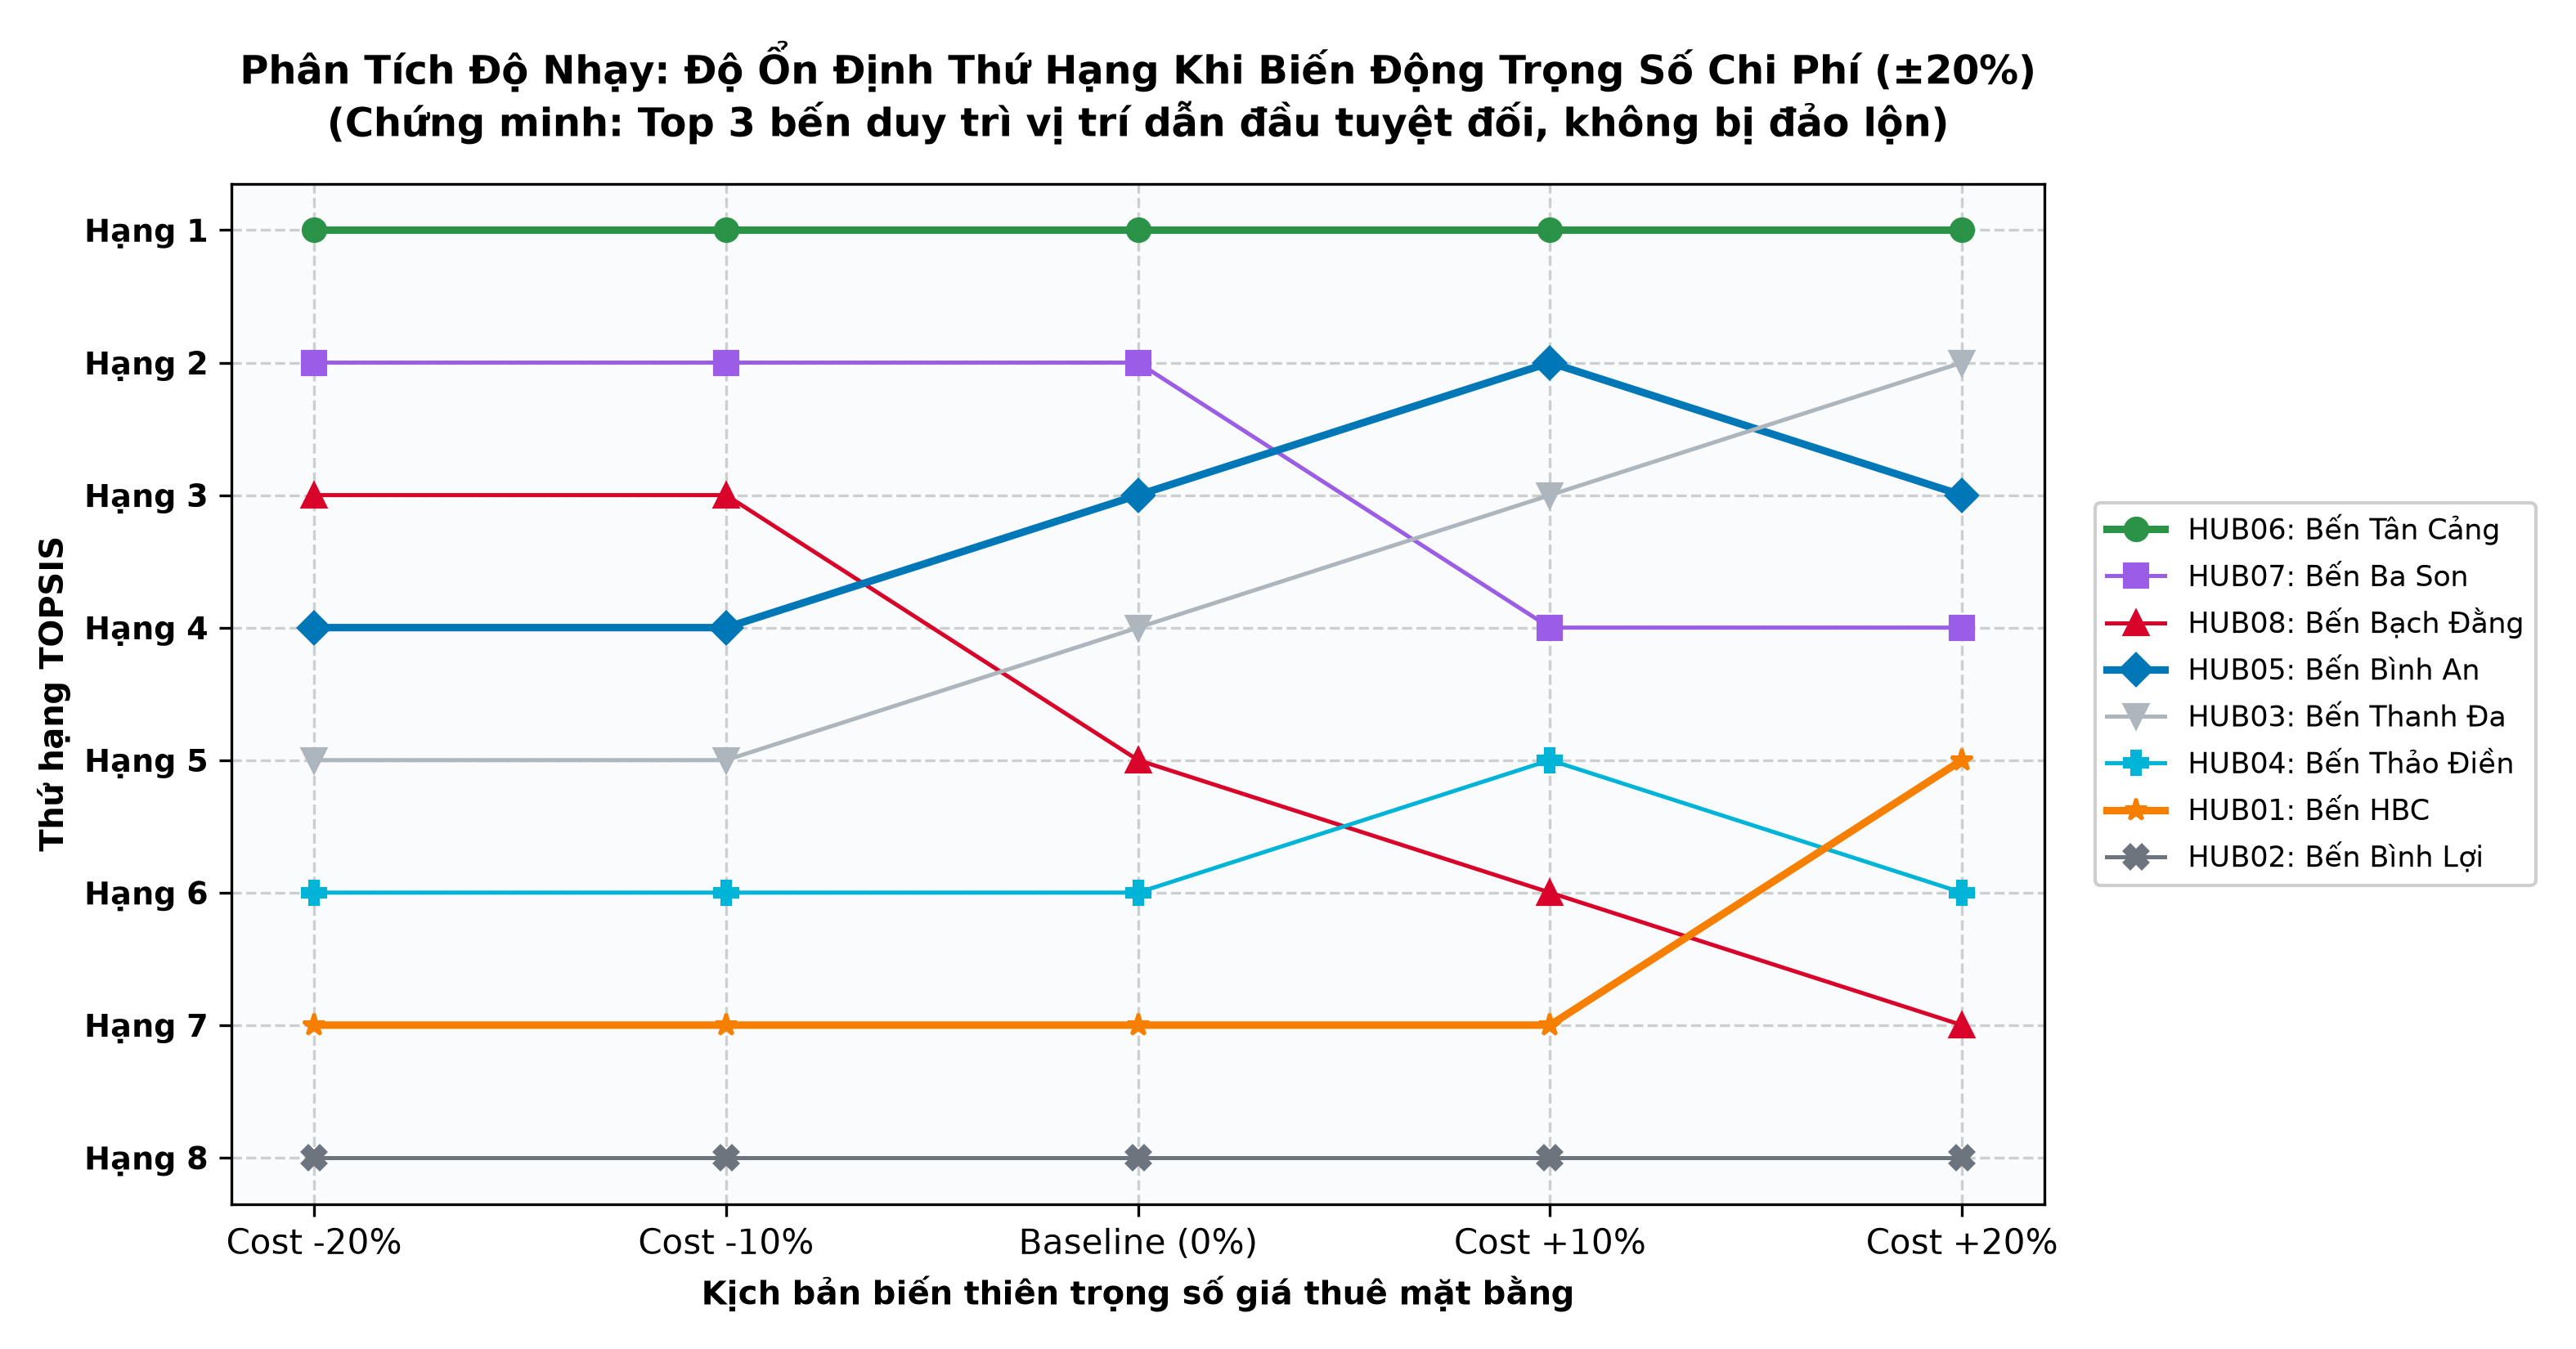 Phân Tích Độ Nhạy: Độ Ổn Định Thứ Hạng Khi Biến Động Trọng Số Chi Phí (±20%)
(Chứng minh: Top 3 bến duy trì vị trí dẫn đầu tuyệt đối, không bị đảo lộn)
Thứ hạng TOPSIS
Hạng 1
Hạng 2
Hạng 3
Hạng 4
Hạng 5
Hạng 6
Hạng 7
Hạng 8
Cost -20%
Cost -10%
Baseline (0%)
Cost +10%
Cost +20%
Kịch bản biến thiên trọng số giá thuê mặt bằng
HUB06: Bến Tân Cảng
HUB07: Bến Ba Son
HUB08: Bến Bạch Đằng
HUB05: Bến Bình An
HUB03: Bến Thanh Đa
HUB04: Bến Thảo Điền
HUB01: Bến HBC
HUB02: Bến Bình Lợi